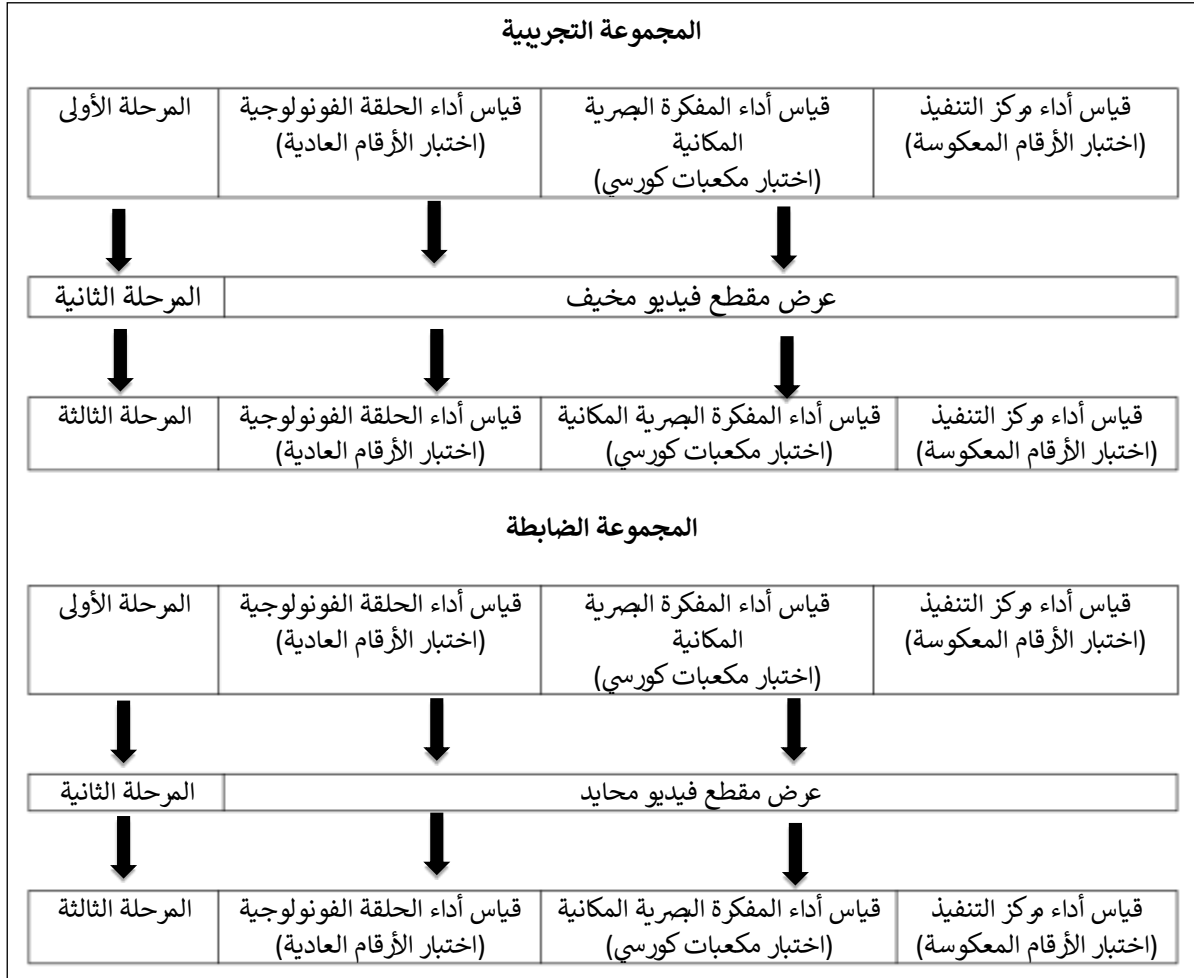 المجموعة التجريبية
قياس أداء مركز التنفيذ
(اختبار الأرقام المعكوسة)
قياس أداء المفكرة البصرية
المكانية
(اختبار مكعبات كورسي)
قياس أداء الحلقة الفونولوجية
(اختبار الأرقام العادية)
المرحلة الأولى
عرض مقطع فيديو مخيف
المرحلة الثانية
قياس أداء مركز التنفيذ
(اختبار الأرقام المعكوسة)
قياس أداء المفكرة البصرية المكانية
(اختبار مكعبات كورسي)
قياس أداء الحلقة الفونولوجية
(اختبار الأرقام العادية)
المرحلة الثالثة
المجموعة الضابطة
قياس أداء مركز التنفيذ
(اختبار الأرقام المعكوسة)
قياس أداء المفكرة البصرية
المكانية
(اختبار مكعبات كورسي)
قياس أداء الحلقة الفونولوجية
(اختبار الأرقام العادية)
المرحلة الأولى
عرض مقطع فيديو محايد
المرحلة الثانية
قياس أداء مركز التنفيذ
(اختبار الأرقام المعكوسة)
قياس أداء المفكرة البصرية المكانية
(اختبار مكعبات كورسي)
قياس أداء الحلقة الفونولوجية
(اختبار الأرقام العادية)
المرحلة الثالثة